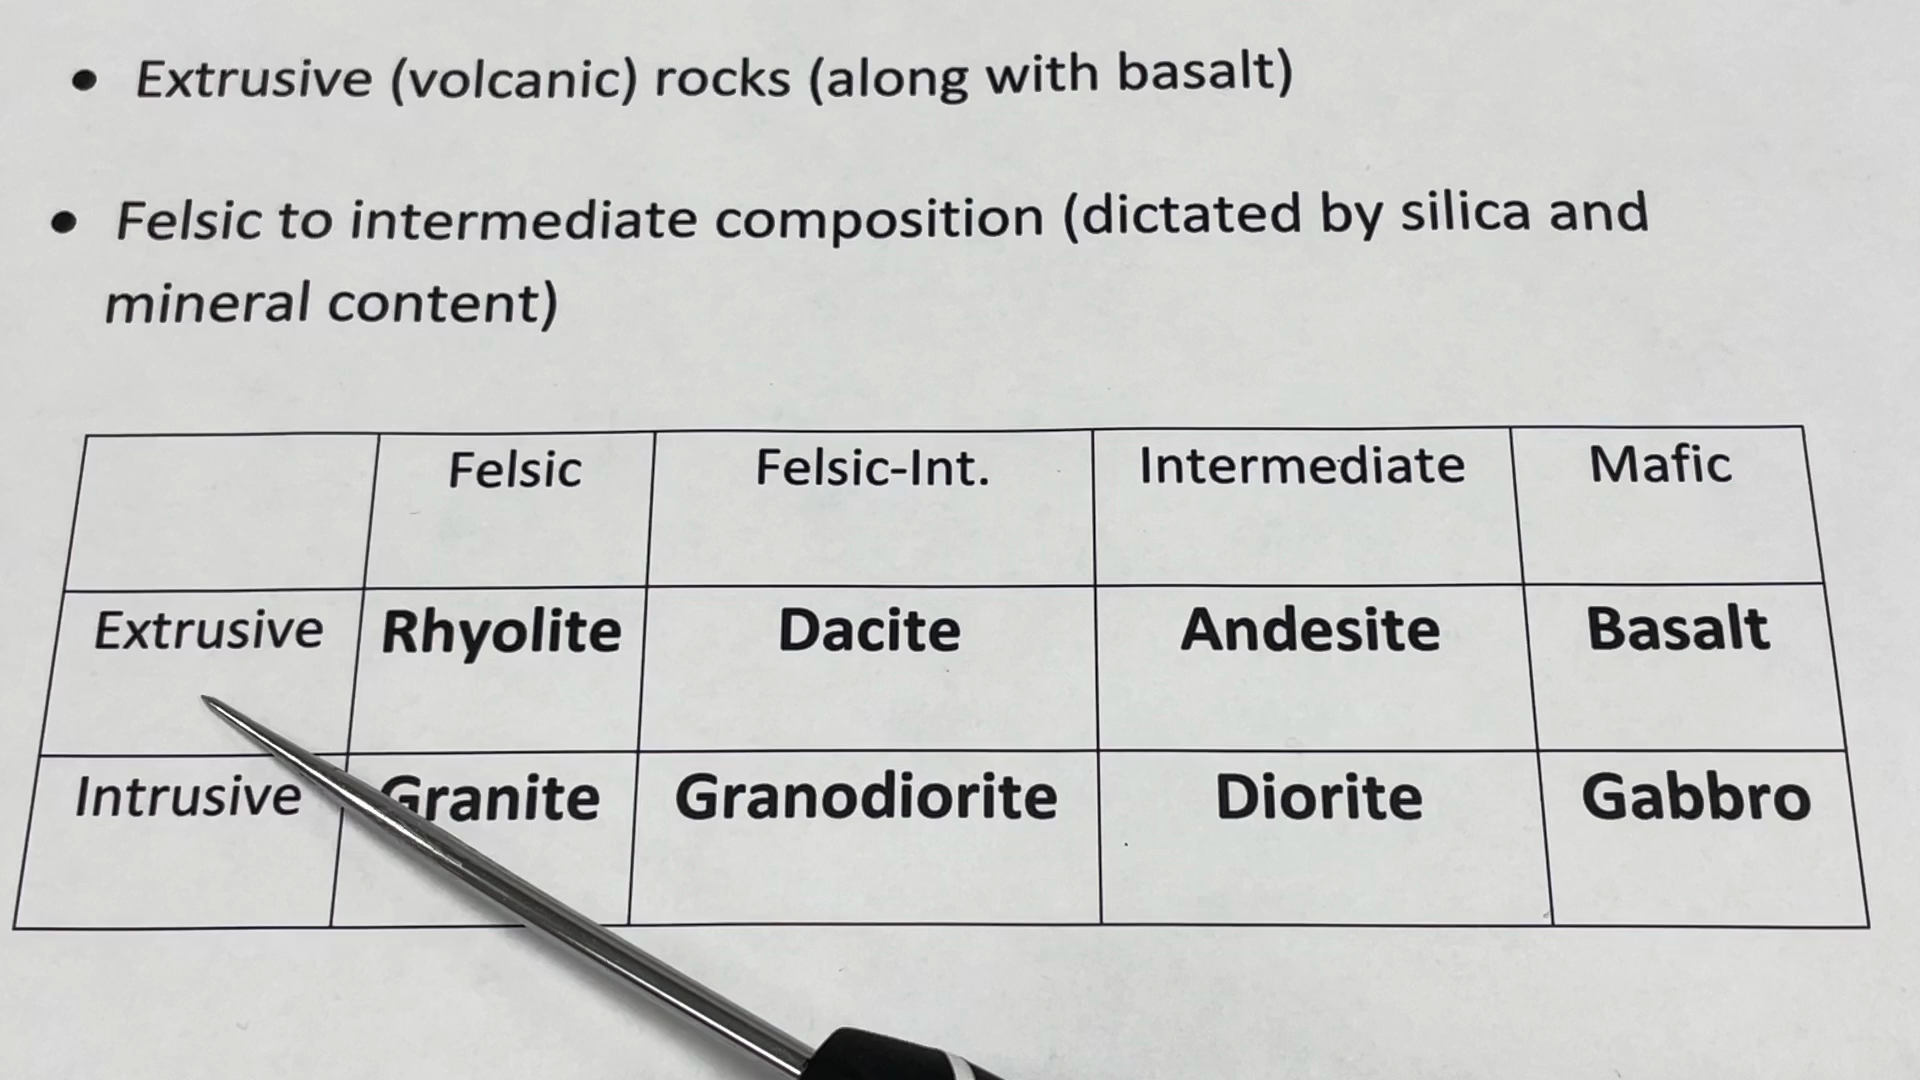 • Extrusive (volcanic) rocks (along with basalt)
• Felsic to intermediate composition (dictated by silica and
mineral content)
Felsic Felsic-Int. Intermediate Mafic
Extrusive Rhyolite Dacite Andesite Basalt
Intrusive Granite Granodiorite Diorite Gabbro